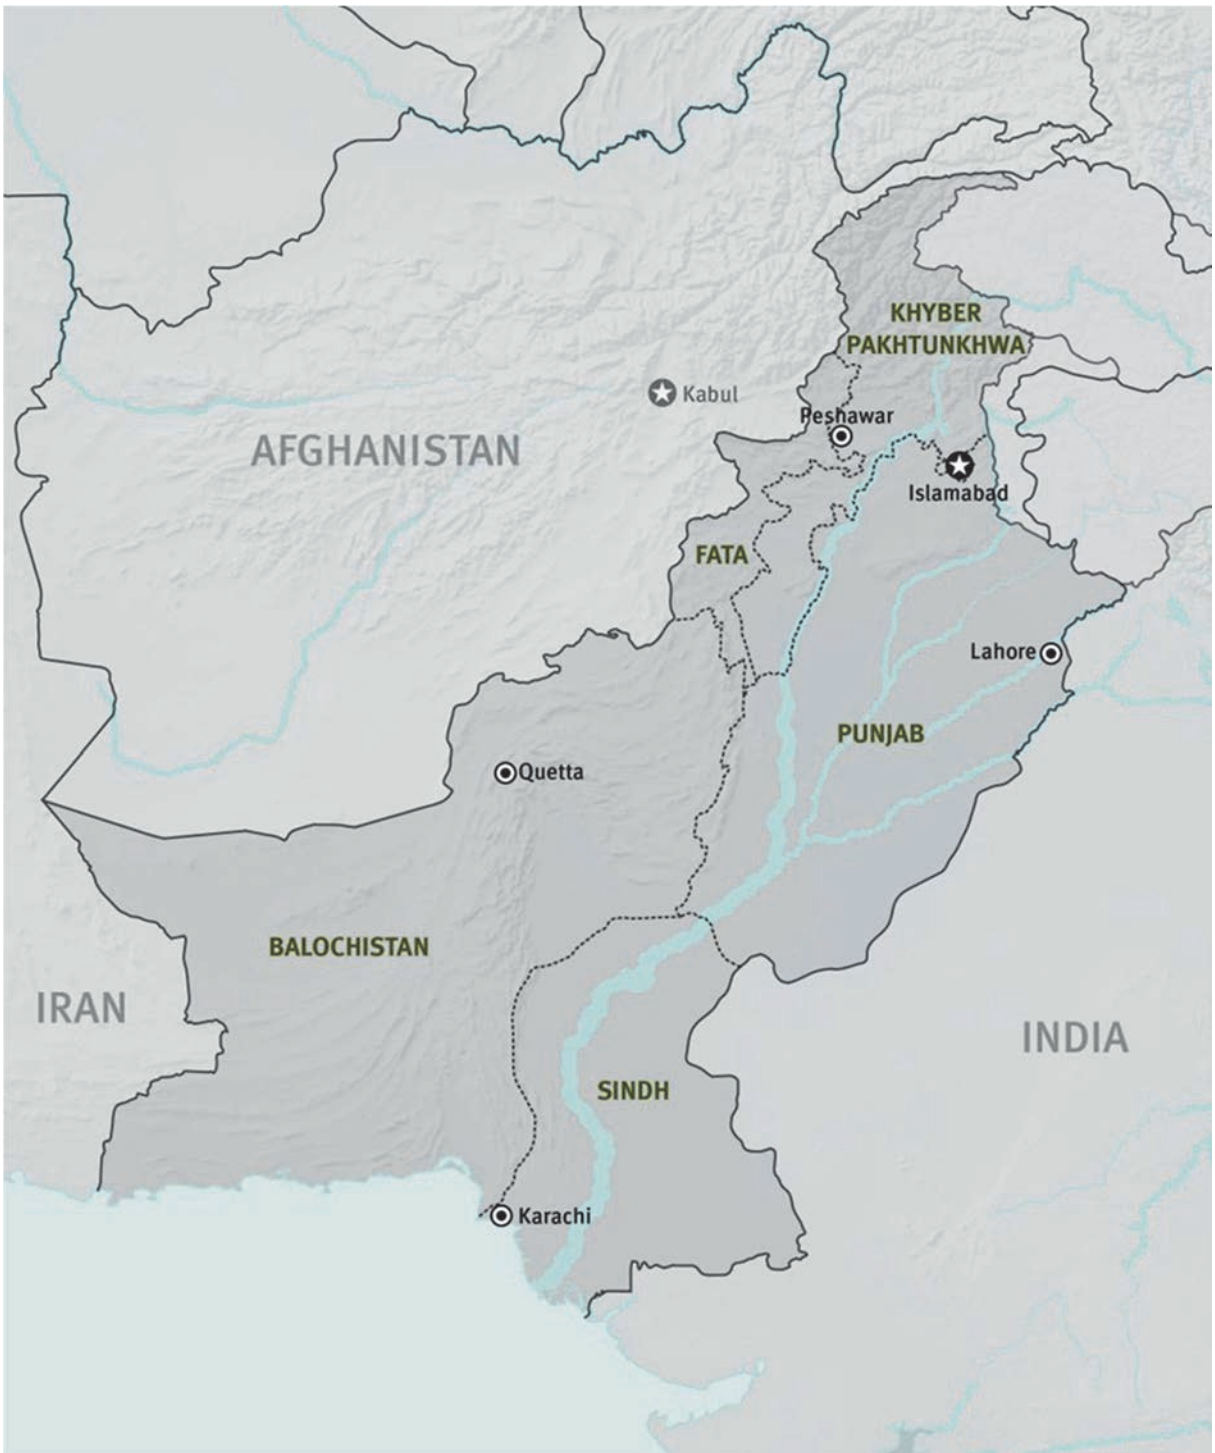 KHYBER
PAKHTUNKHWA
Kabul
Peshawar
AFGHANISTAN
Islamabad
FATA
Lahore
PUNJAB
Quetta
BALOCHISTAN
IRAN
INDIA
SINDH
Karachi